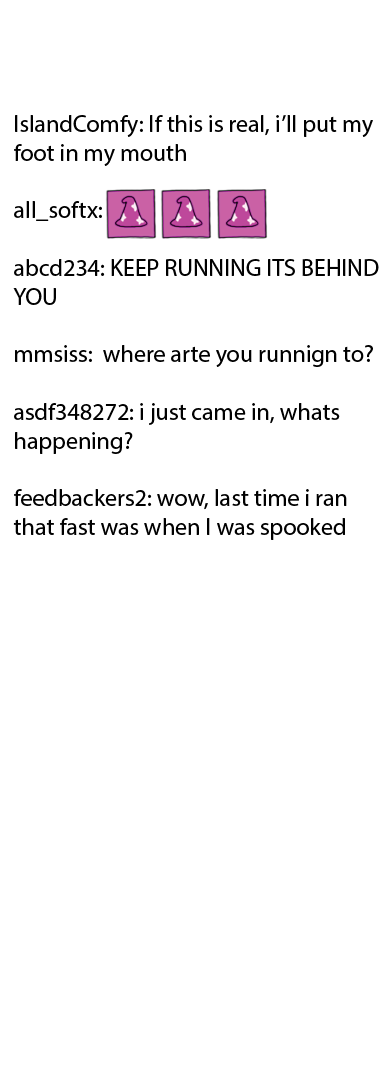 IslandComfy: If this is real, i’ll put my
foot in my mouth
all_softx:
abcd234: KEEP RUNNING ITS BEHIND
YOU
mmsiss:  where arte you runnign to?
asdf348272: i just came in, whats
happening?
feedbackers2: wow, last time i ran
that fast was when I was spooked